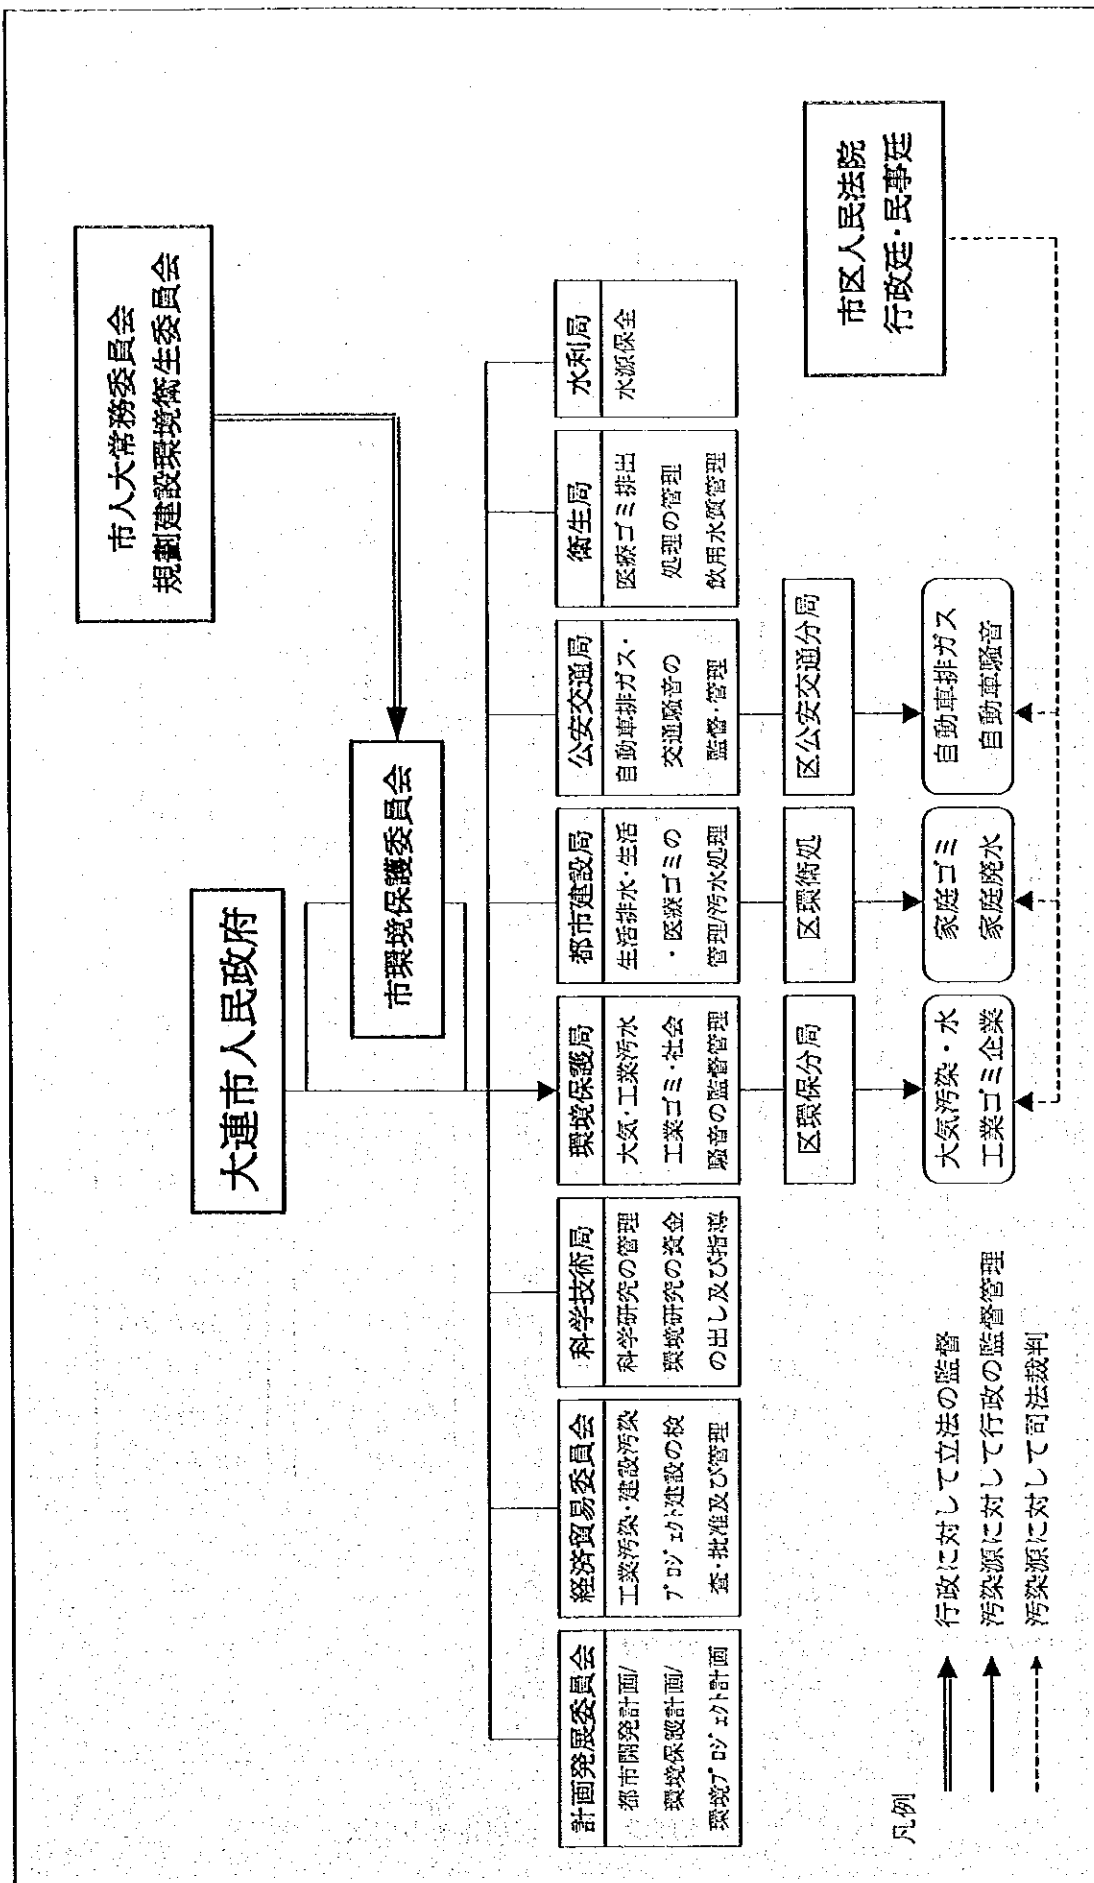 市人大常務委員会
規劃建設環境衛生委員会
大連市人民政府
市環境保護委員会
計画発展委員会
都市開発計画/
環境保護計画/
環境ﾌﾟﾛｼﾞｪｸﾄ計画
経済貿易委員会
工業汚染・建設汚染
ﾌﾟﾛｼﾞｪｸﾄ建設の検
査・批准及び管理
科学技術局
科学研究の管理
環境研究の資金
の出し及び指導
環境保護局
大気・工業汚水
工業ゴミ・社会
騒音の監督管理
都市建設局
生活排水・生活
・医療ゴミの
管理/汚水処理
公安交通局
自動車排ガス・
交通騒音の
監督・管理
衛生局
医療ゴミ排出
処理の管理
飲用水質管理
水利局
水源保全
区環保分局
区環衛処
区公安交通分局
大気汚染・水
工業ゴミ企業
家庭ゴミ
家庭廃水
自動車排ガス
自動車騒音
市区人民法院
行政廷・民事廷
凡例
行政に対して立法の監督
汚染源に対して行政の監督管理
汚染源に対して司法裁判